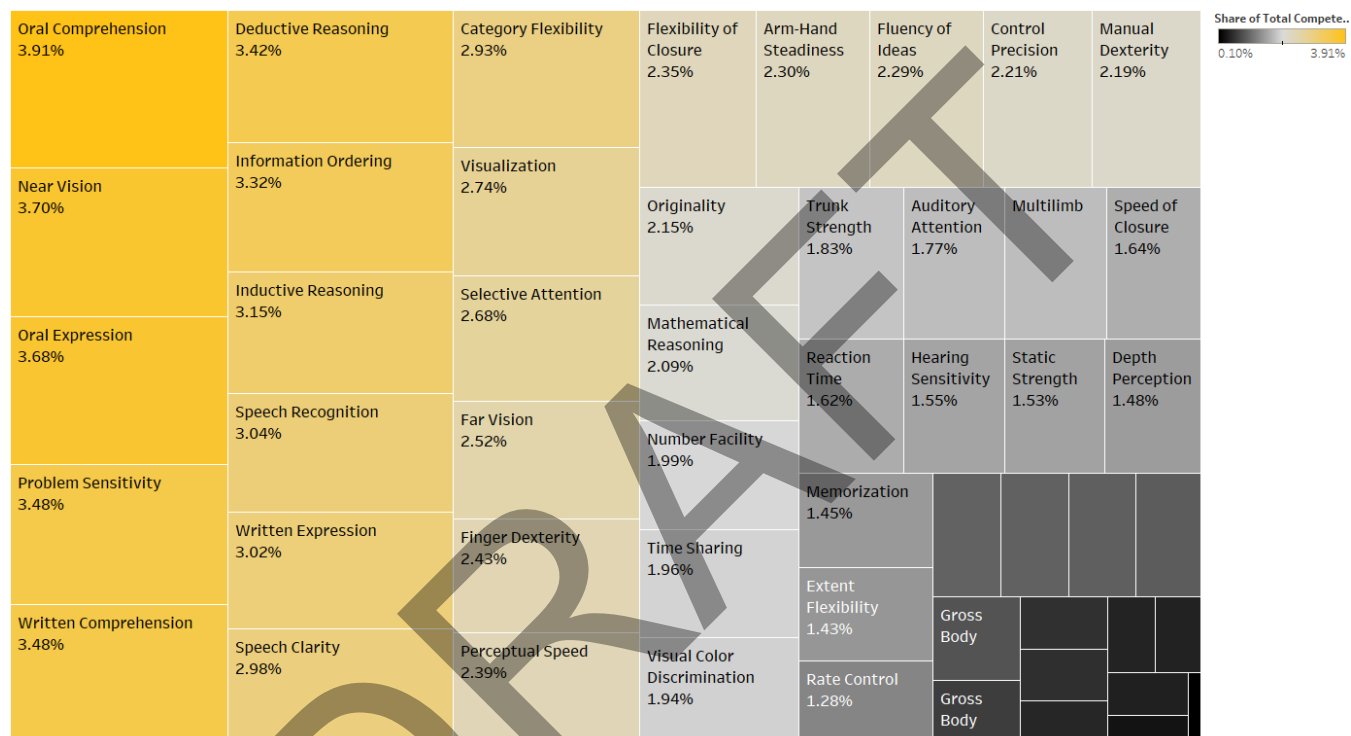 Oral Comprehension
3.91%
Near Vision
3.70%
Oral Expression
3.68%
Problem Sensitivity
3.48%
Written Comprehension
3.48%
Deductive Reasoning
3.42%
Information Ordering
3.32%
Inductive Reasoning
3.15%
Speech Recognition
3.04%
Written Expression
3.02%
Speech Clarity
2.98%
Category Flexibility
2.93%
Visualization
2.74%
Selective Attention
2.68%
Far Vision
2.52%
Finger Dexterity
2.43%
Perceptual Speed
2.39%
Flexibility of
Closure
2.35%
Arm-Hand
Steadiness
2.30%
Fluency of
Ideas
2.29%
Control
Precision
2.21%
Manual
Dexterity
2.19%
Originality
2.15%
Mathematical
Reasoning
2.09%
Number Facility
1.99%
Time Sharing
1.96%
Visual Color
Discrimination
1.94%
Trunk
Strength
1.83%
Auditory
Attention
1.77%
Multilimb
Speed of
Closure
1.64%
Reaction
Time
1.62%
Hearing
Sensitivity
1.55%
Static
Strength
1.53%
Depth
Perception
1.48%
Memorization
1.45%
Extent
Flexibility
1.43%
Rate Control
1.28%
Gross
Body
Gross
Body
Share of Total Compete..
0.10% 3.91%
DRAFT